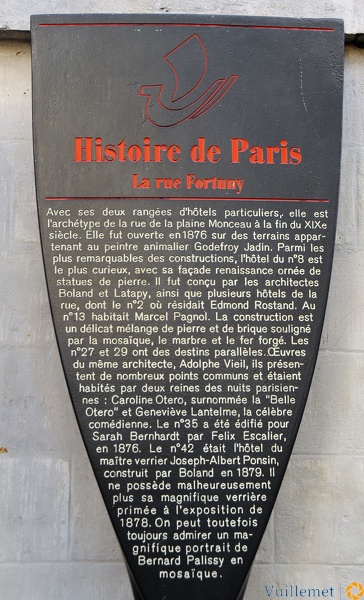 Histoire de Paris
La rue Fortuny
Avec ses deux rangées d'hôtels particuliers, elle est
l'archétype de la rue de la plaine Monceau à la fin du XIXe
siècle. Elle fut ouverte en 1876 sur des terrains appar-
tenant au peintre animalier Godefroy Jadin. Parmi les
plus remarquables des constructions, l'hôtel du n°8 est
le plus curieux, avec sa façade renaissance ornée de
statues de pierre. Il fut conçu par les architectes
Boland et Latapy, ainsi que plusieurs hôtels de la
rue, dont le n°2 où résidait Edmond Rostand. Au
n°13 habitait Marcel Pagnol. La construction est
un délicat mélange de pierre et de brique souligné
par la mosaïque, le marbre et le fer forgé. Les
n°27 et 29 ont des destins parallèles. Œuvres
du même architecte, Adolphe Vieil, ils présen-
tent de nombreux points communs et étaient
habités par deux reines des nuits parisien-
nes : Caroline Otero, surnommée la "Belle
Otero" et Geneviève Lantelme, la célèbre
comédienne. Le n°35 a été édifié pour
Sarah Bernhardt par Felix Escalier,
en 1876. Le n°42 était l'hôtel du
maître verrier Joseph-Albert Ponsin,
construit par Boland en 1879. Il
ne possède malheureusement
plus sa magnifique verrière
primée à l'exposition de
1878. On peut toutefois
toujours admirer un ma-
gnifique portrait de
Bernard Palissy en
mosaïque.
Vuillemet